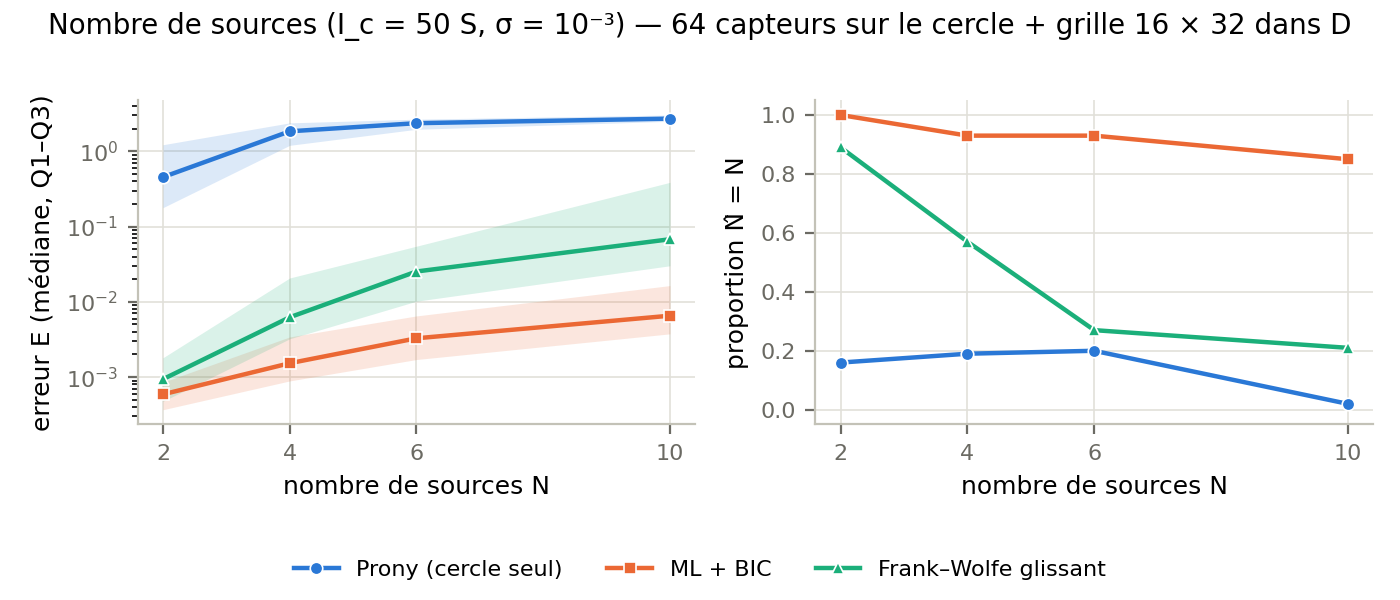 Nombre de sources (I_c = 50 S, σ = 10⁻³) — 64 capteurs sur le cercle + grille 16 × 32 dans D
erreur E (médiane, Q1–Q3)
10⁰
10⁻¹
10⁻²
10⁻³
2 4 6 10
nombre de sources N
proportion N̂ = N
1.0
0.8
0.6
0.4
0.2
0.0
2 4 6 10
nombre de sources N
Prony (cercle seul) ML + BIC Frank–Wolfe glissant